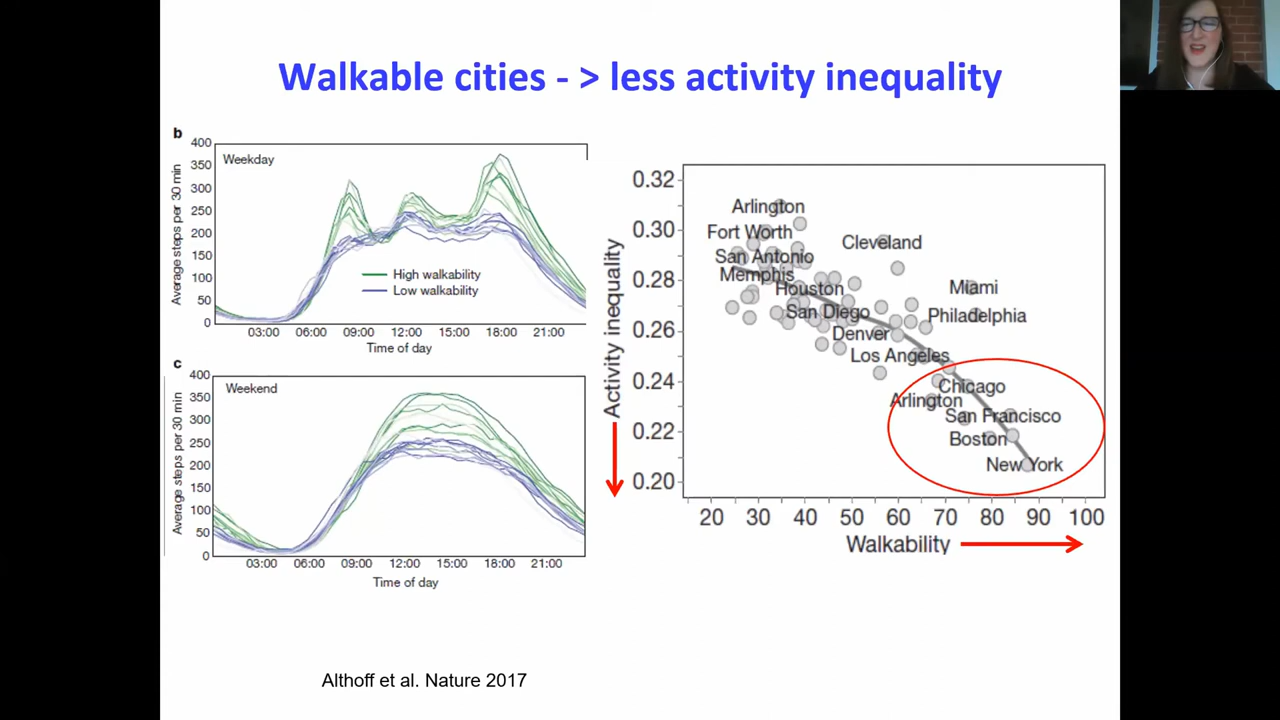 Walkable cities - > less activity inequality
b
400
350
300
250
200
150
100
50
0
Average steps per 30 min
Weekday
High walkability
Low walkability
03:00 06:00 09:00 12:00 15:00 18:00 21:00
Time of day
c
400
350
300
250
200
150
100
50
0
Average steps per 30 min
Weekend
03:00 06:00 09:00 12:00 15:00 18:00 21:00
Time of day
0.32
0.30
0.28
0.26
0.24
0.22
0.20
Activity inequality
Arlington
Fort Worth
Cleveland
San Antonio
Memphis
Houston
Miami
San Diego
Philadelphia
Denver
Los Angeles
Chicago
Arlington
San Francisco
Boston
New York
20 30 40 50 60 70 80 90 100
Walkability
Althoff et al. Nature 2017